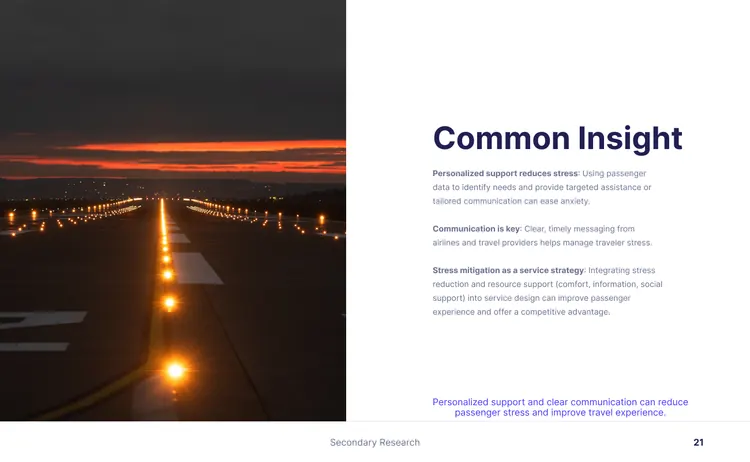 Common Insight
Personalized support reduces stress: Using passenger
data to identify needs and provide targeted assistance or
tailored communication can ease anxiety.
Communication is key: Clear, timely messaging from
airlines and travel providers helps manage traveler stress.
Stress mitigation as a service strategy: Integrating stress
reduction and resource support (comfort, information, social
support) into service design can improve passenger
experience and offer a competitive advantage.
Personalized support and clear communication can reduce
passenger stress and improve travel experience.
Secondary Research
21